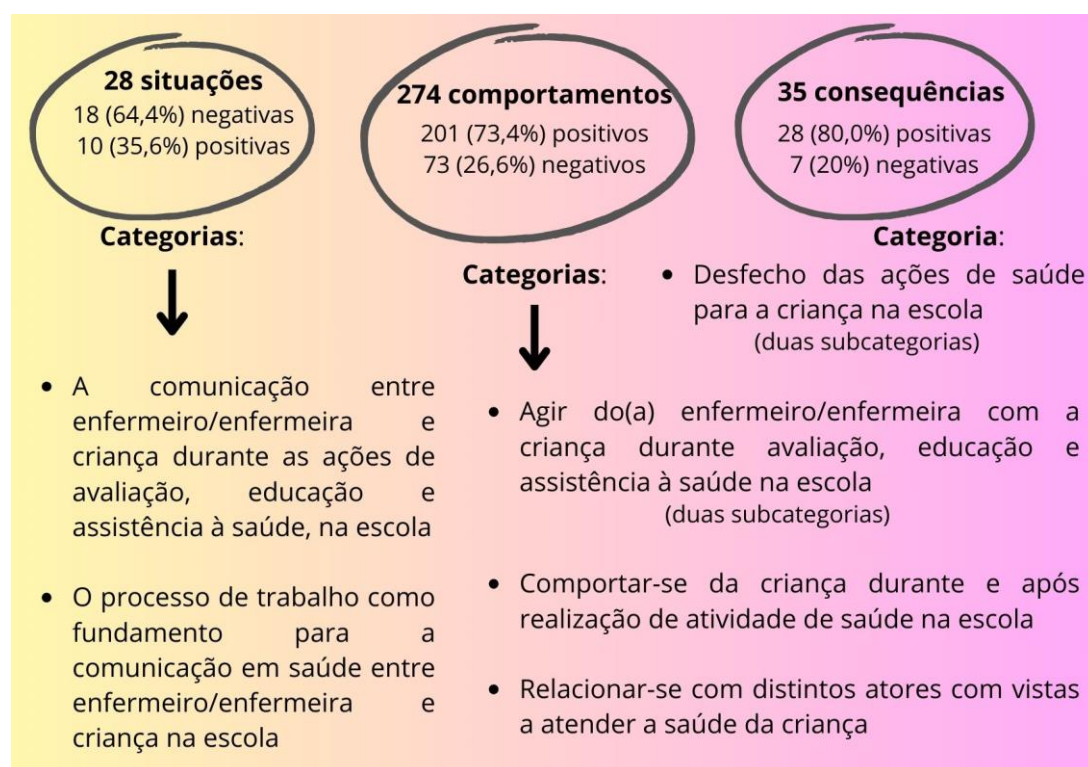 28 situações
18 (64,4%) negativas
10 (35,6%) positivas
Categorias:
A comunicação entre
enfermeiro/enfermeira e
criança durante as ações de
avaliação, educação e
assistência à saúde, na escola
O processo de trabalho como
fundamento para a
comunicação em saúde entre
enfermeiro/enfermeira e
criança na escola
274 comportamentos
201 (73,4%) positivos
73 (26,6%) negativos
Categorias:
Agir do(a) enfermeiro/enfermeira com a
criança durante avaliação, educação e
assistência à saúde na escola
(duas subcategorias)
Comportar-se da criança durante e após
realização de atividade de saúde na escola
Relacionar-se com distintos atores com vistas
a atender a saúde da criança
35 consequências
28 (80,0%) positivas
7 (20%) negativas
Categoria:
Desfecho das ações de saúde
para a criança na escola
(duas subcategorias)